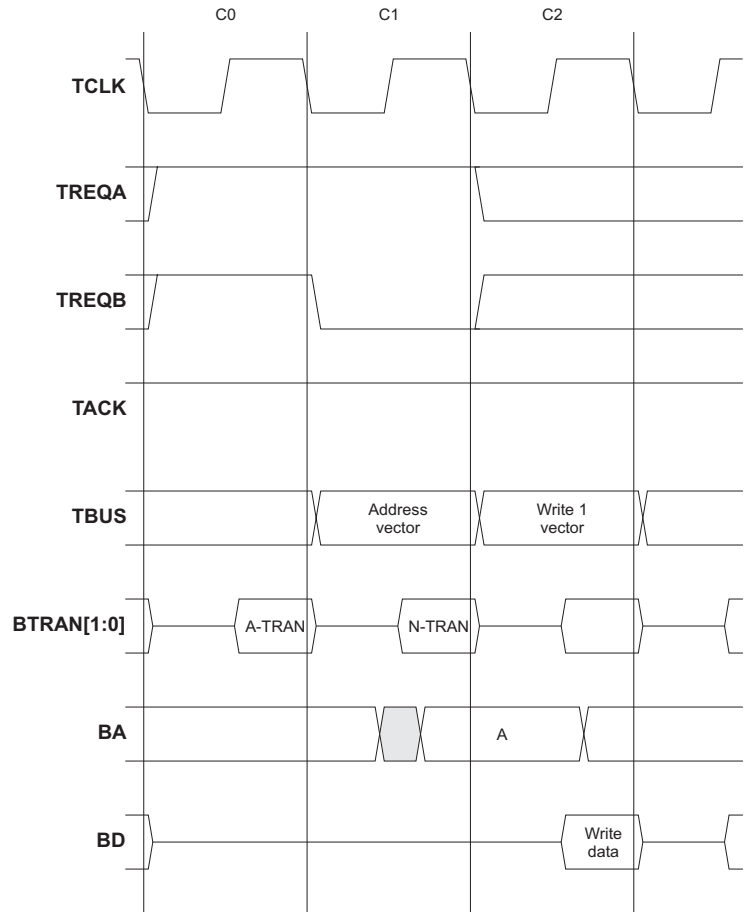 C0 C1 C2
TCLK
TREQA
TREQB
TACK
TBUS Address vector Write 1 vector
BTRAN[1:0] A-TRAN N-TRAN
BA A
BD Write data